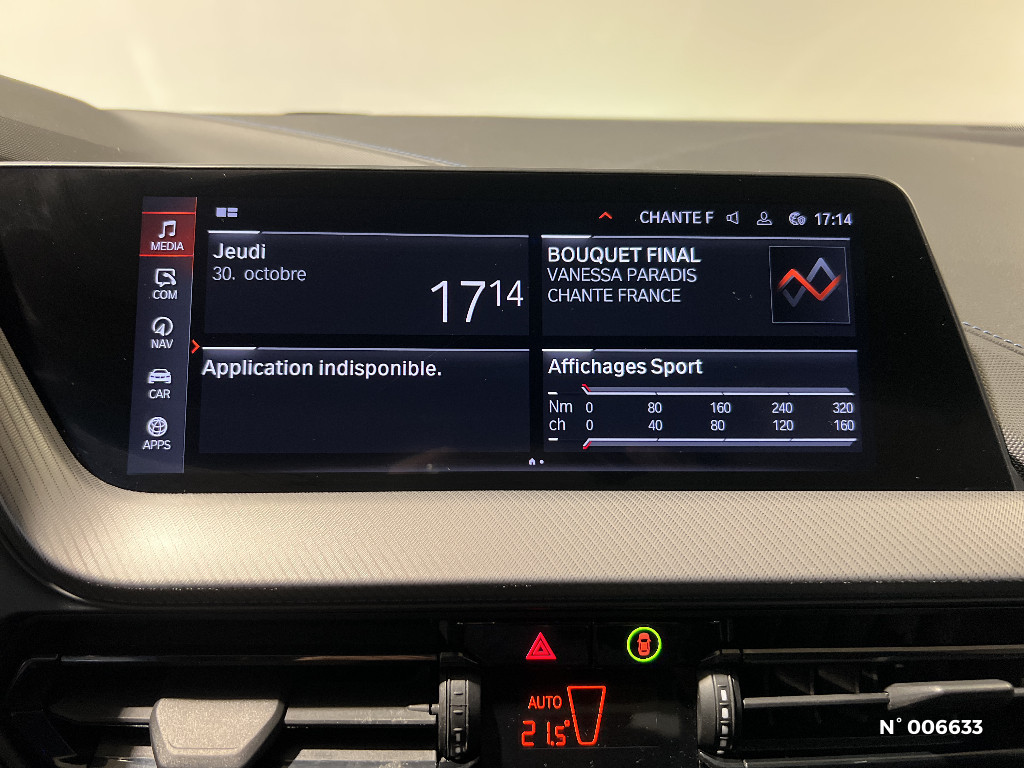 CHANTE F 17:14
MEDIA
COM
NAV
CAR
APPS
Jeudi
30. octobre
17 14
BOUQUET FINAL
VANESSA PARADIS
CHANTE FRANCE
Application indisponible.
Affichages Sport
Nm 0 80 160 240 320
ch 0 40 80 120 160
AUTO
21.5°
N° 006633